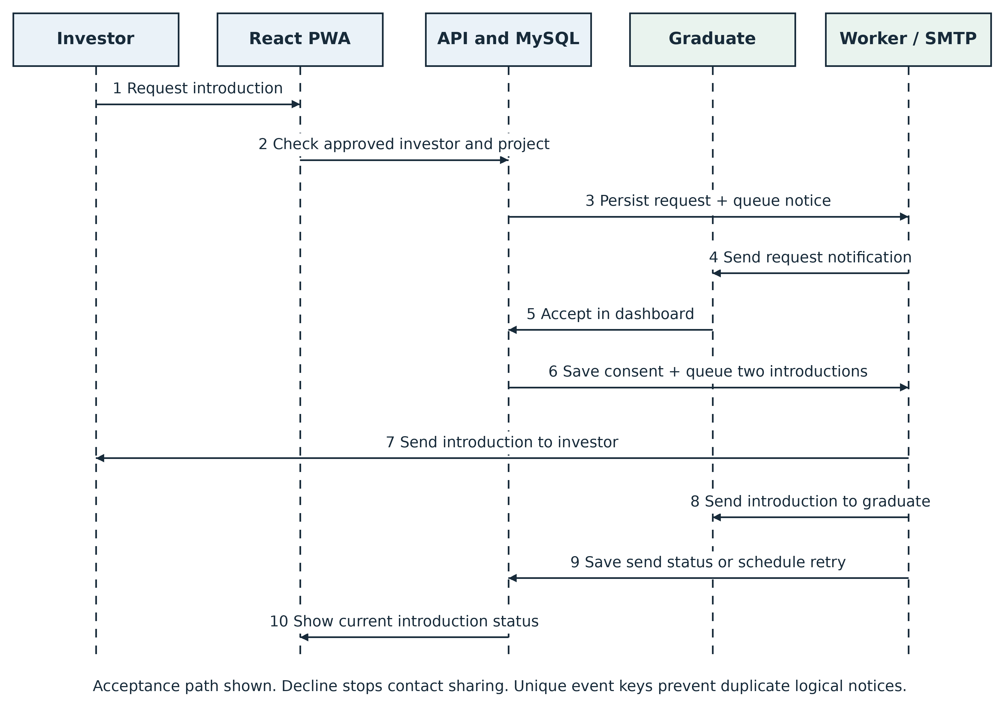 Investor
React PWA
API and MySQL
Graduate
Worker / SMTP
1 Request introduction
2 Check approved investor and project
3 Persist request + queue notice
4 Send request notification
5 Accept in dashboard
6 Save consent + queue two introductions
7 Send introduction to investor
8 Send introduction to graduate
9 Save send status or schedule retry
10 Show current introduction status
Acceptance path shown. Decline stops contact sharing. Unique event keys prevent duplicate logical notices.